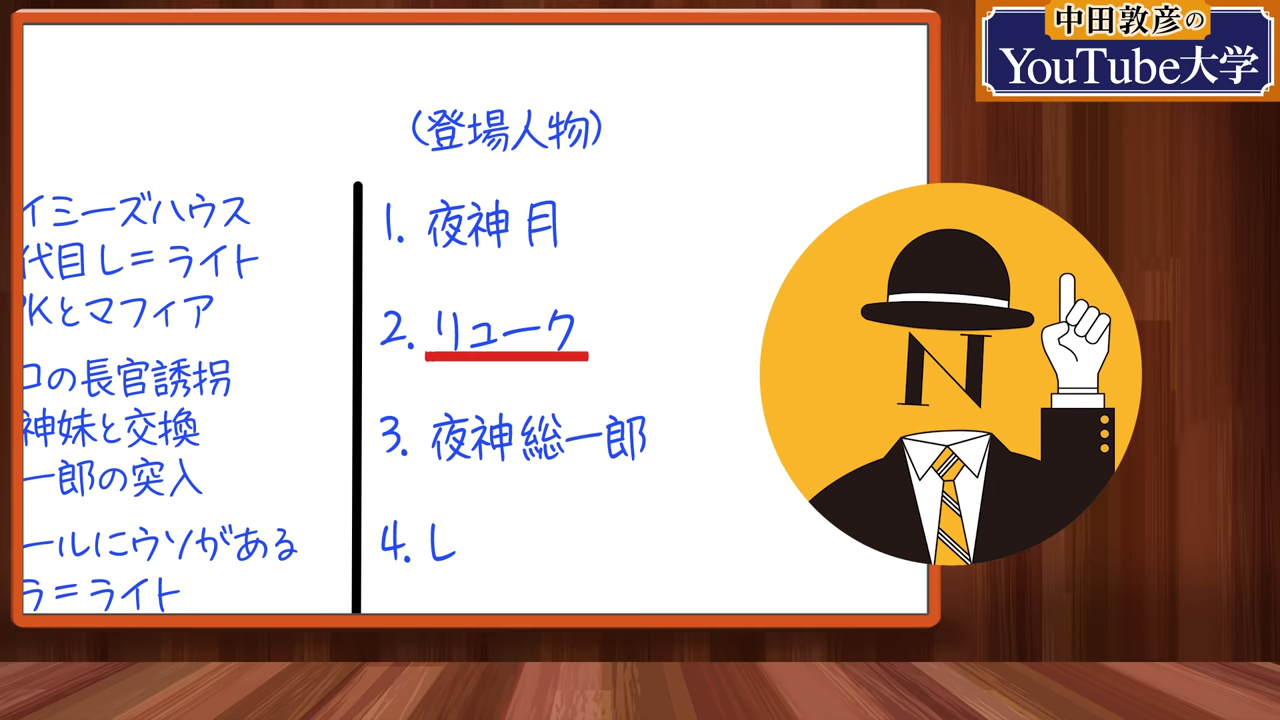 中田敦彦の
YouTube大学
(登場人物)
イミーズハウス
代目L=ライト
Kとマフィア
コの長官誘拐
神妹と交換
一郎の突入
ールにウソがある
ラ=ライト
1. 夜神月
2. リューク
3. 夜神総一郎
4. L
N